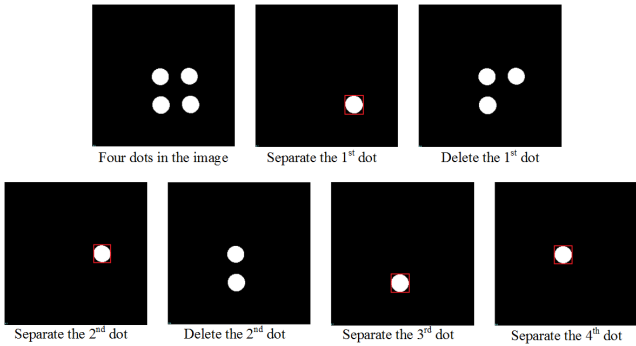 Four dots in the image
Separate the 1st dot
Delete the 1st dot
Separate the 2nd dot
Delete the 2nd dot
Separate the 3rd dot
Separate the 4th dot